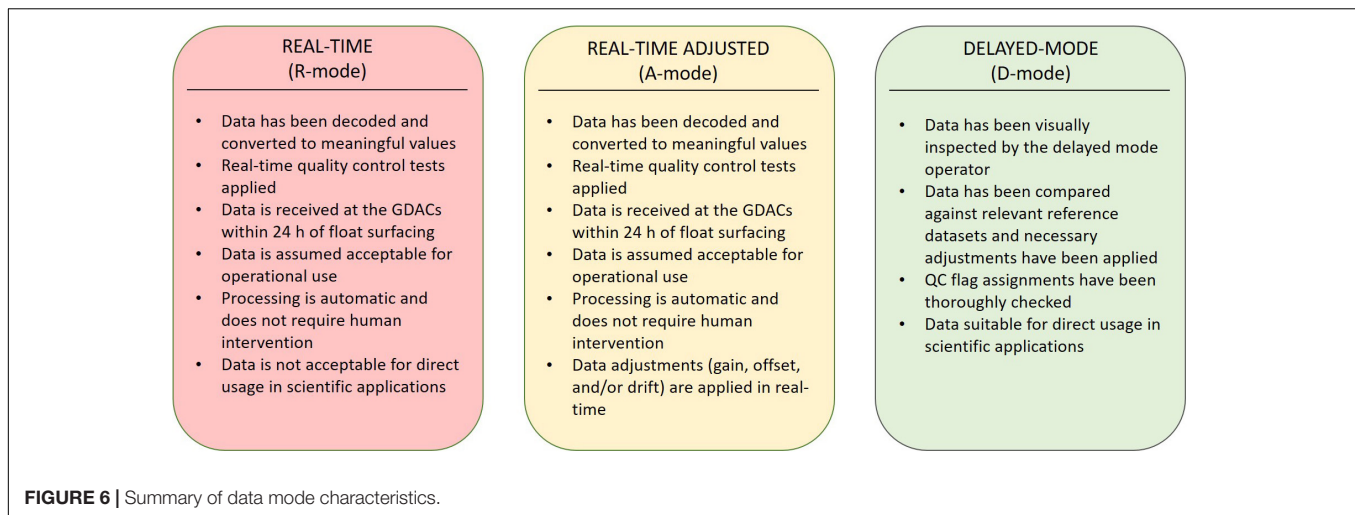 REAL-TIME
(R-mode)
• Data has been decoded and
converted to meaningful values
• Real-time quality control tests
applied
• Data is received at the GDACs
within 24 h of float surfacing
• Data is assumed acceptable for
operational use
• Processing is automatic and
does not require human
intervention
• Data is not acceptable for direct
usage in scientific applications
REAL-TIME ADJUSTED
(A-mode)
• Data has been decoded and
converted to meaningful values
• Real-time quality control tests
applied
• Data is received at the GDACs
within 24 h of float surfacing
• Data is assumed acceptable for
operational use
• Processing is automatic and
does not require human
intervention
• Data adjustments (gain, offset,
and/or drift) are applied in real-
time
DELAYED-MODE
(D-mode)
• Data has been visually
inspected by the delayed mode
operator
• Data has been compared
against relevant reference
datasets and necessary
adjustments have been applied
• QC flag assignments have been
thoroughly checked
• Data suitable for direct usage in
scientific applications
FIGURE 6 | Summary of data mode characteristics.